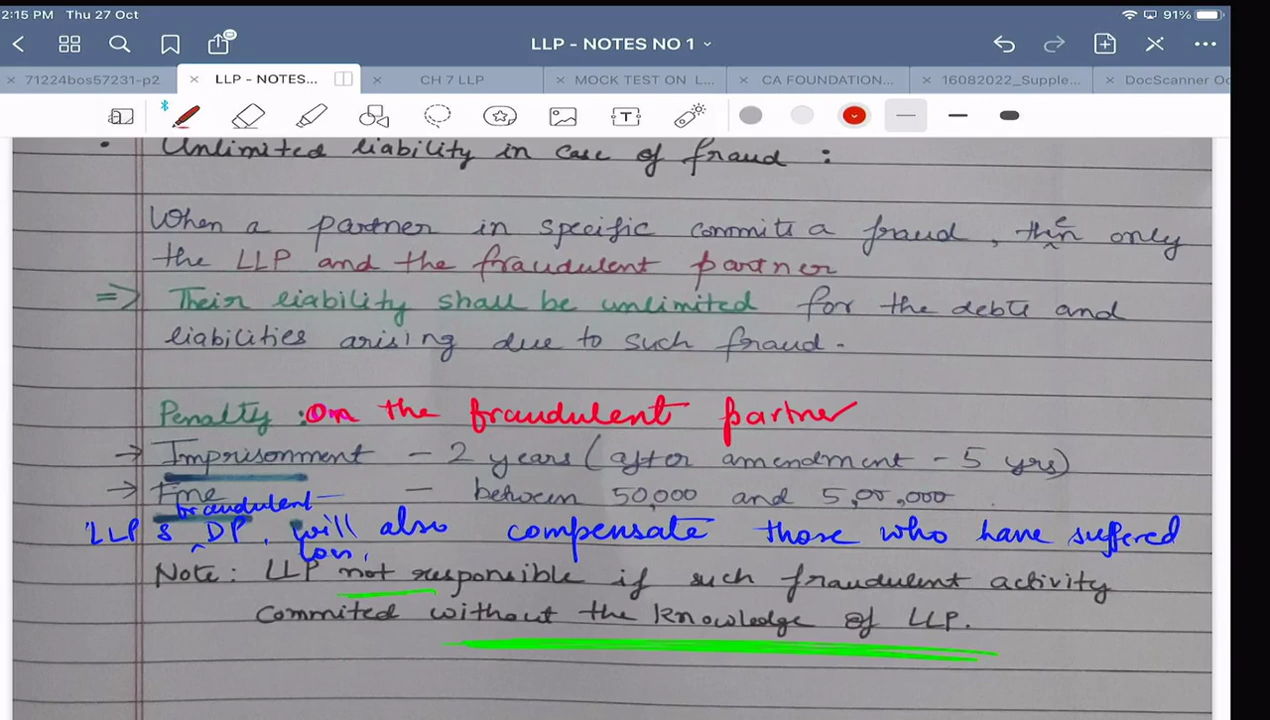 2:15 PM Thu 27 Oct 91%
LLP - NOTES NO 1
71224bos57231-p2 LLP - NOTES... CH 7 LLP MOCK TEST ON L... CA FOUNDATION... 16082022_Supple... DocScanner Oc
• Unlimited liability in case of fraud :
When a partner in specific commits a fraud, then only
the LLP and the fraudulent partner
=> Their liability shall be unlimited for the debts and
liabilities arising due to such fraud.
Penalty : On the fraudulent partner
→ Imprisonment - 2 years (after amendment - 5 yrs)
→ Fine - between 50,000 and 5,00,000
fraudulent
LLP & ^ DP, will also compensate those who have suffered
loss.
Note: LLP not responsible if such fraudulent activity
commited without the knowledge of LLP.